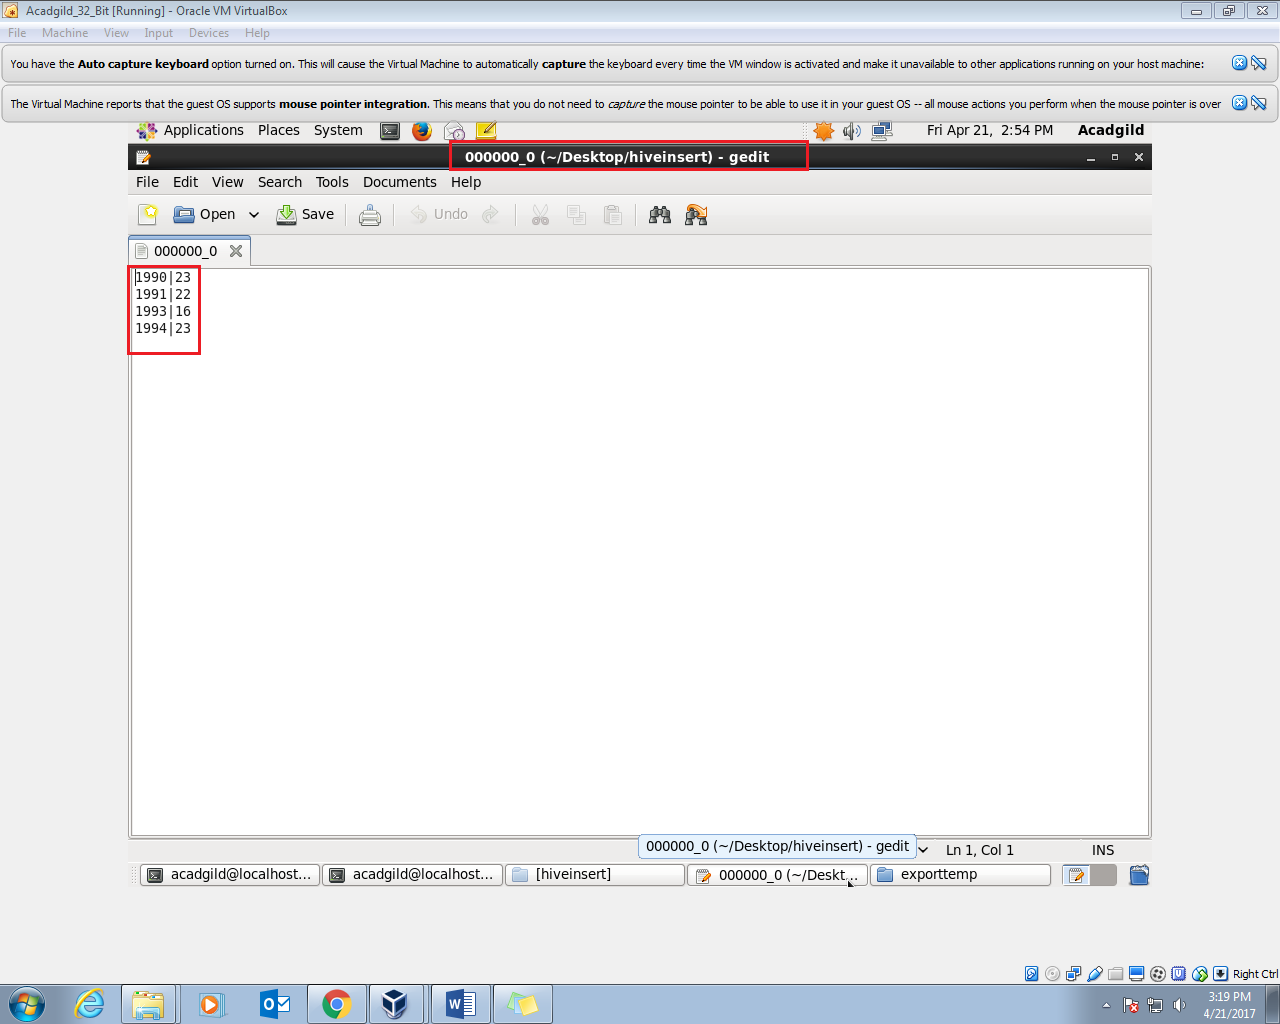 Acadgild_32_Bit [Running] - Oracle VM VirtualBox
File Machine View Input Devices Help
You have the Auto capture keyboard option turned on. This will cause the Virtual Machine to automatically capture the keyboard every time the VM window is activated and make it unavailable to other applications running on your host machine:
The Virtual Machine reports that the guest OS supports mouse pointer integration. This means that you do not need to capture the mouse pointer to be able to use it in your guest OS -- all mouse actions you perform when the mouse pointer is over
Applications Places System Fri Apr 21, 2:54 PM Acadgild
000000_0 (~/Desktop/hiveinsert) - gedit
File Edit View Search Tools Documents Help
Open Save Undo
000000_0
1990|23
1991|22
1993|16
1994|23
000000_0 (~/Desktop/hiveinsert) - gedit
Ln 1, Col 1 INS
acadgild@localhost... acadgild@localhost... [hiveinsert] 000000_0 (~/Deskt... exporttemp
Right Ctrl
3:19 PM
4/21/2017